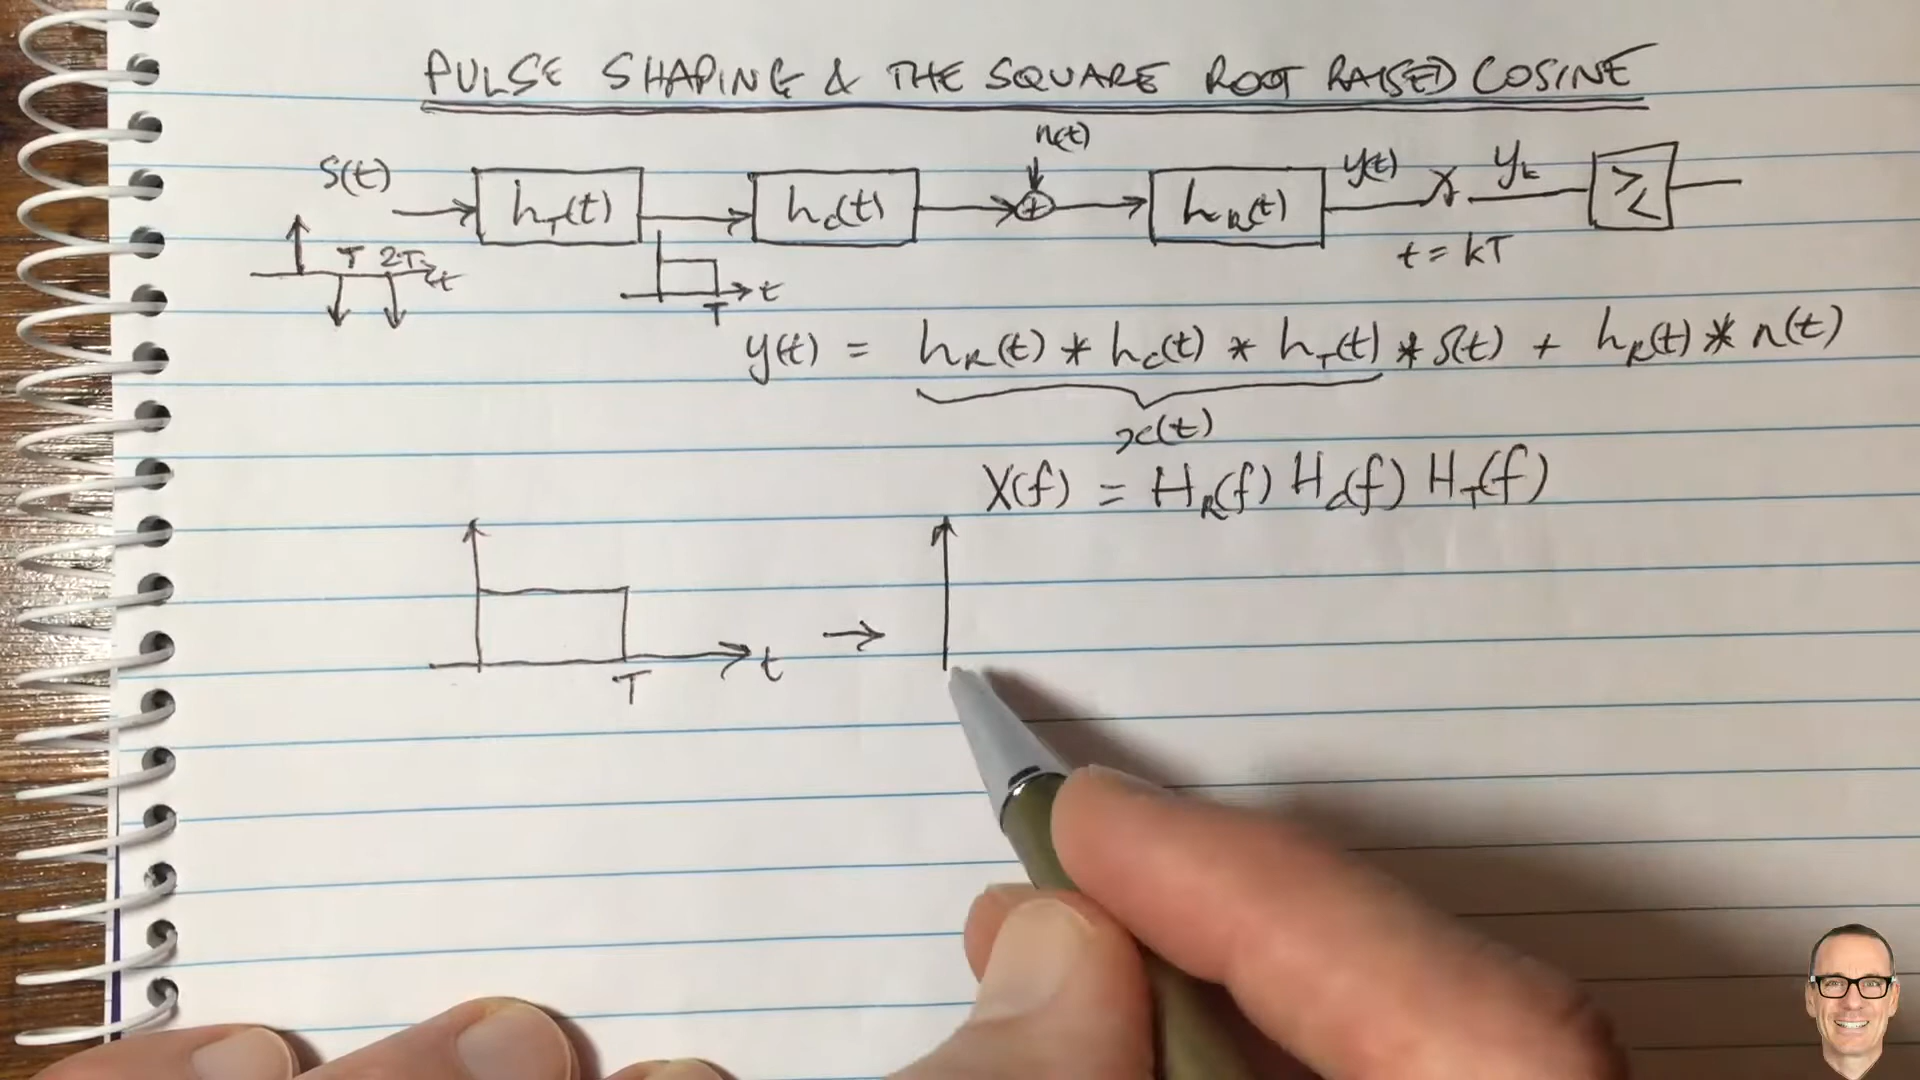 PULSE SHAPING & THE SQUARE ROOT RAISED COSINE
n(t)
s(t) h_T(t) h_c(t) + h_R(t) y(t) y_k ≷
T 2T t
T t
t = kT
y(t) = h_R(t) * h_c(t) * h_T(t) * s(t) + h_R(t) * n(t)
x(t)
X(f) = H_R(f) H_c(f) H_T(f)
T t